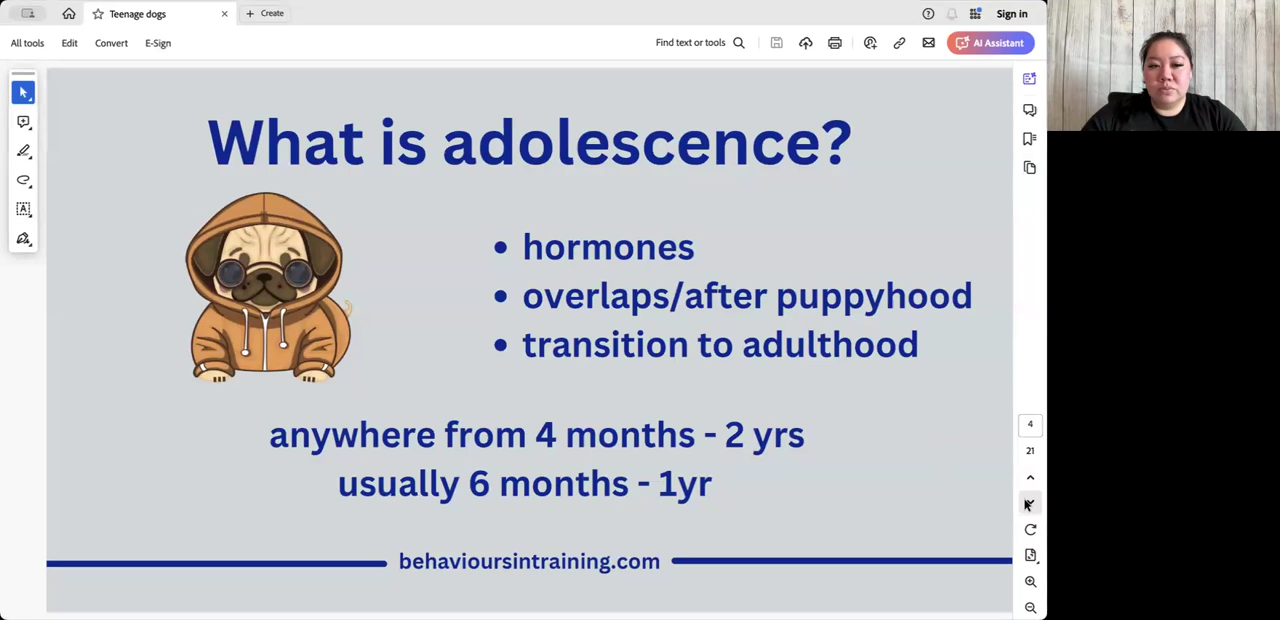 Teenage dogs
Create
Sign in
All tools
Edit
Convert
E-Sign
Find text or tools
AI Assistant
What is adolescence?
• hormones
• overlaps/after puppyhood
• transition to adulthood
anywhere from 4 months - 2 yrs
usually 6 months - 1yr
behavioursintraining.com
4
21